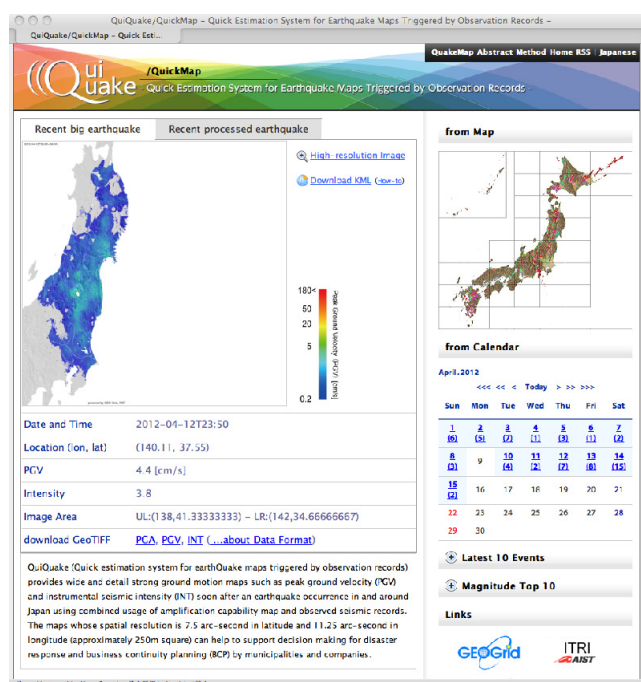 QuiQuake/QuickMap – Quick Estimation System for Earthquake Maps Triggered by Observation Records –
QuiQuake/QuickMap – Quick Esti...
QuakeMap Abstract Method Home RSS | Japanese
QuiQuake
/QuickMap
- Quick Estimation System for Earthquake Maps Triggered by Observation Records -
Recent big earthquake
Recent processed earthquake
High-resolution Image
Download KML (How-to)
180<
50
20
5
0.2
Peak Ground Velocity (PGV) [cm/s]
Date and Time 2012-04-12T23:50
Location (lon, lat) (140.11, 37.55)
PGV 4.4 [cm/s]
Intensity 3.8
Image Area UL:(138,41.33333333) – LR:(142,34.66666667)
download GeoTIFF PGA, PGV, INT (...about Data Format)
QuiQuake (Quick estimation system for earthQuake maps triggered by observation records)
provides wide and detail strong ground motion maps such as peak ground velocity (PGV)
and instrumental seismic intensity (INT) soon after an earthquake occurrence in and around
Japan using combined usage of amplification capability map and observed seismic records.
The maps whose spatial resolution is 7.5 arc-second in latitude and 11.25 arc-second in
longitude (approximately 250m square) can help to support decision making for disaster
response and business continuity planning (BCP) by municipalities and companies.
from Map
from Calendar
April.2012
<<< << < Today > >> >>>
Sun Mon Tue Wed Thu Fri Sat
1 2 3 4 5 6 7
(6) (5) (7) (1) (3) (1) (2)
8 9 10 11 12 13 14
(3) (4) (2) (7) (8) (15)
15 16 17 18 19 20 21
(2)
22 23 24 25 26 27 28
29 30
Latest 10 Events
Magnitude Top 10
Links
GEOGrid
ITRI
AIST